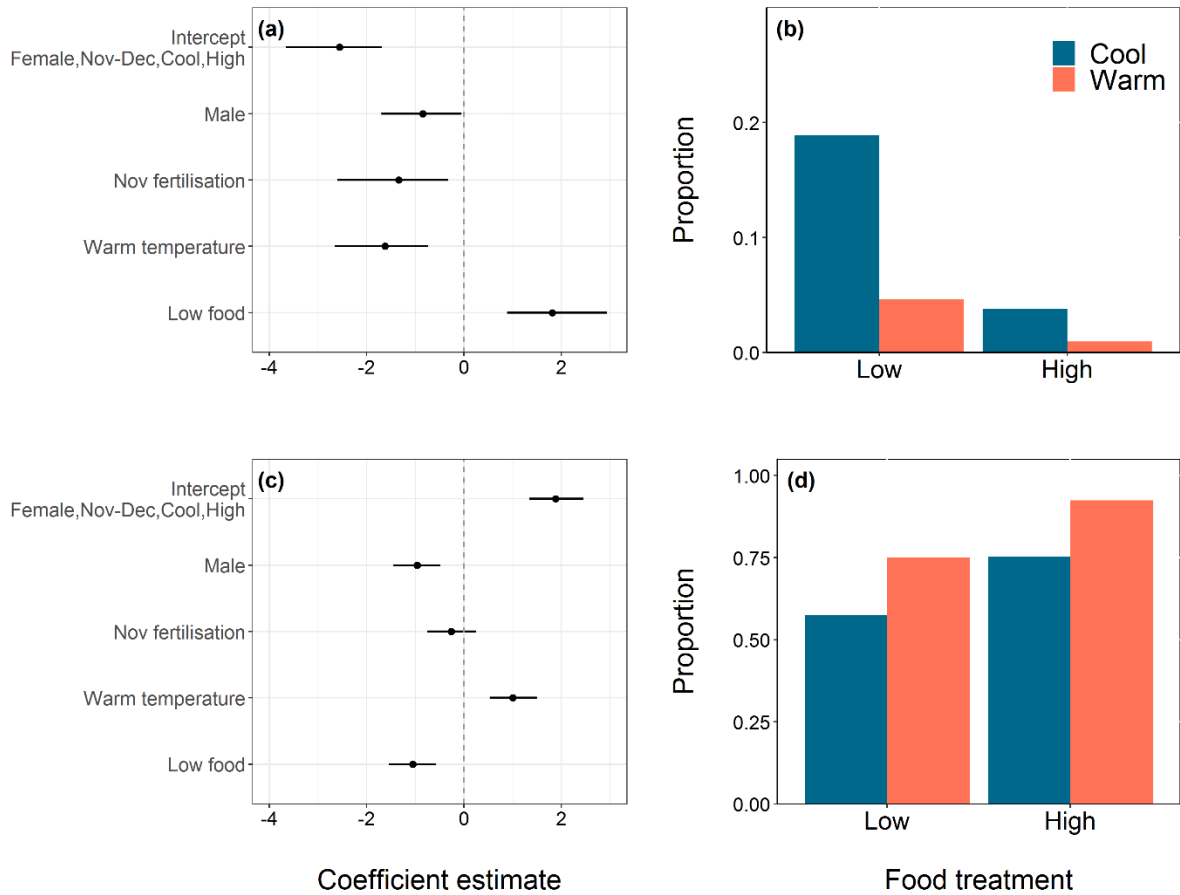 (a)
Intercept
Female,Nov-Dec,Cool,High
Male
Nov fertilisation
Warm temperature
Low food
-4 -2 0 2
(b)
Cool
Warm
Proportion
0.2
0.1
0.0
Low High
(c)
Intercept
Female,Nov-Dec,Cool,High
Male
Nov fertilisation
Warm temperature
Low food
-4 -2 0 2
Coefficient estimate
(d)
Proportion
1.00
0.75
0.50
0.25
0.00
Low High
Food treatment